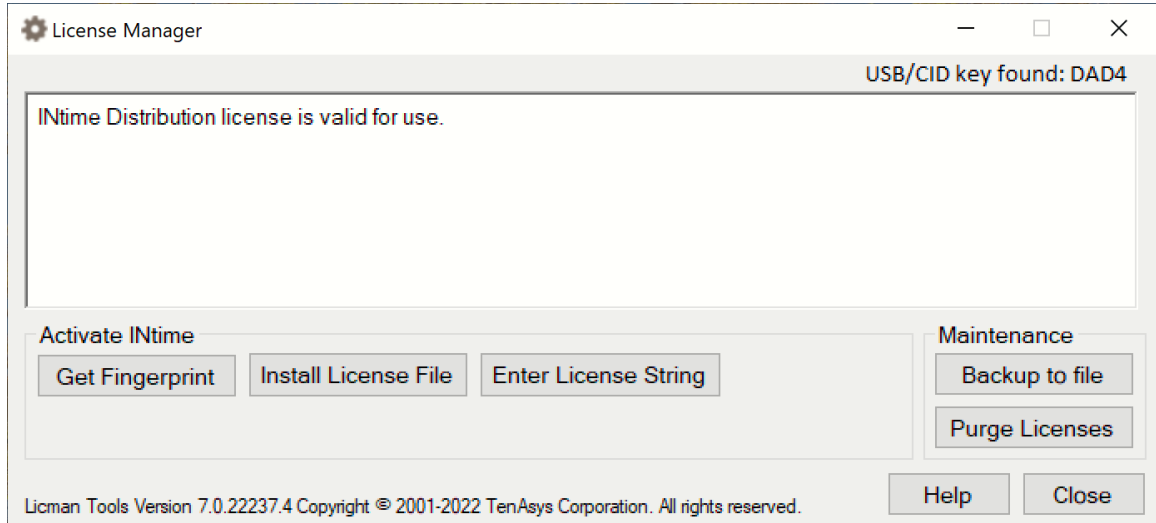 License Manager
USB/CID key found: DAD4
INtime Distribution license is valid for use.
Activate INtime
Get Fingerprint Install License File Enter License String
Maintenance
Backup to file
Purge Licenses
Licman Tools Version 7.0.22237.4 Copyright © 2001-2022 TenAsys Corporation. All rights reserved.
Help Close